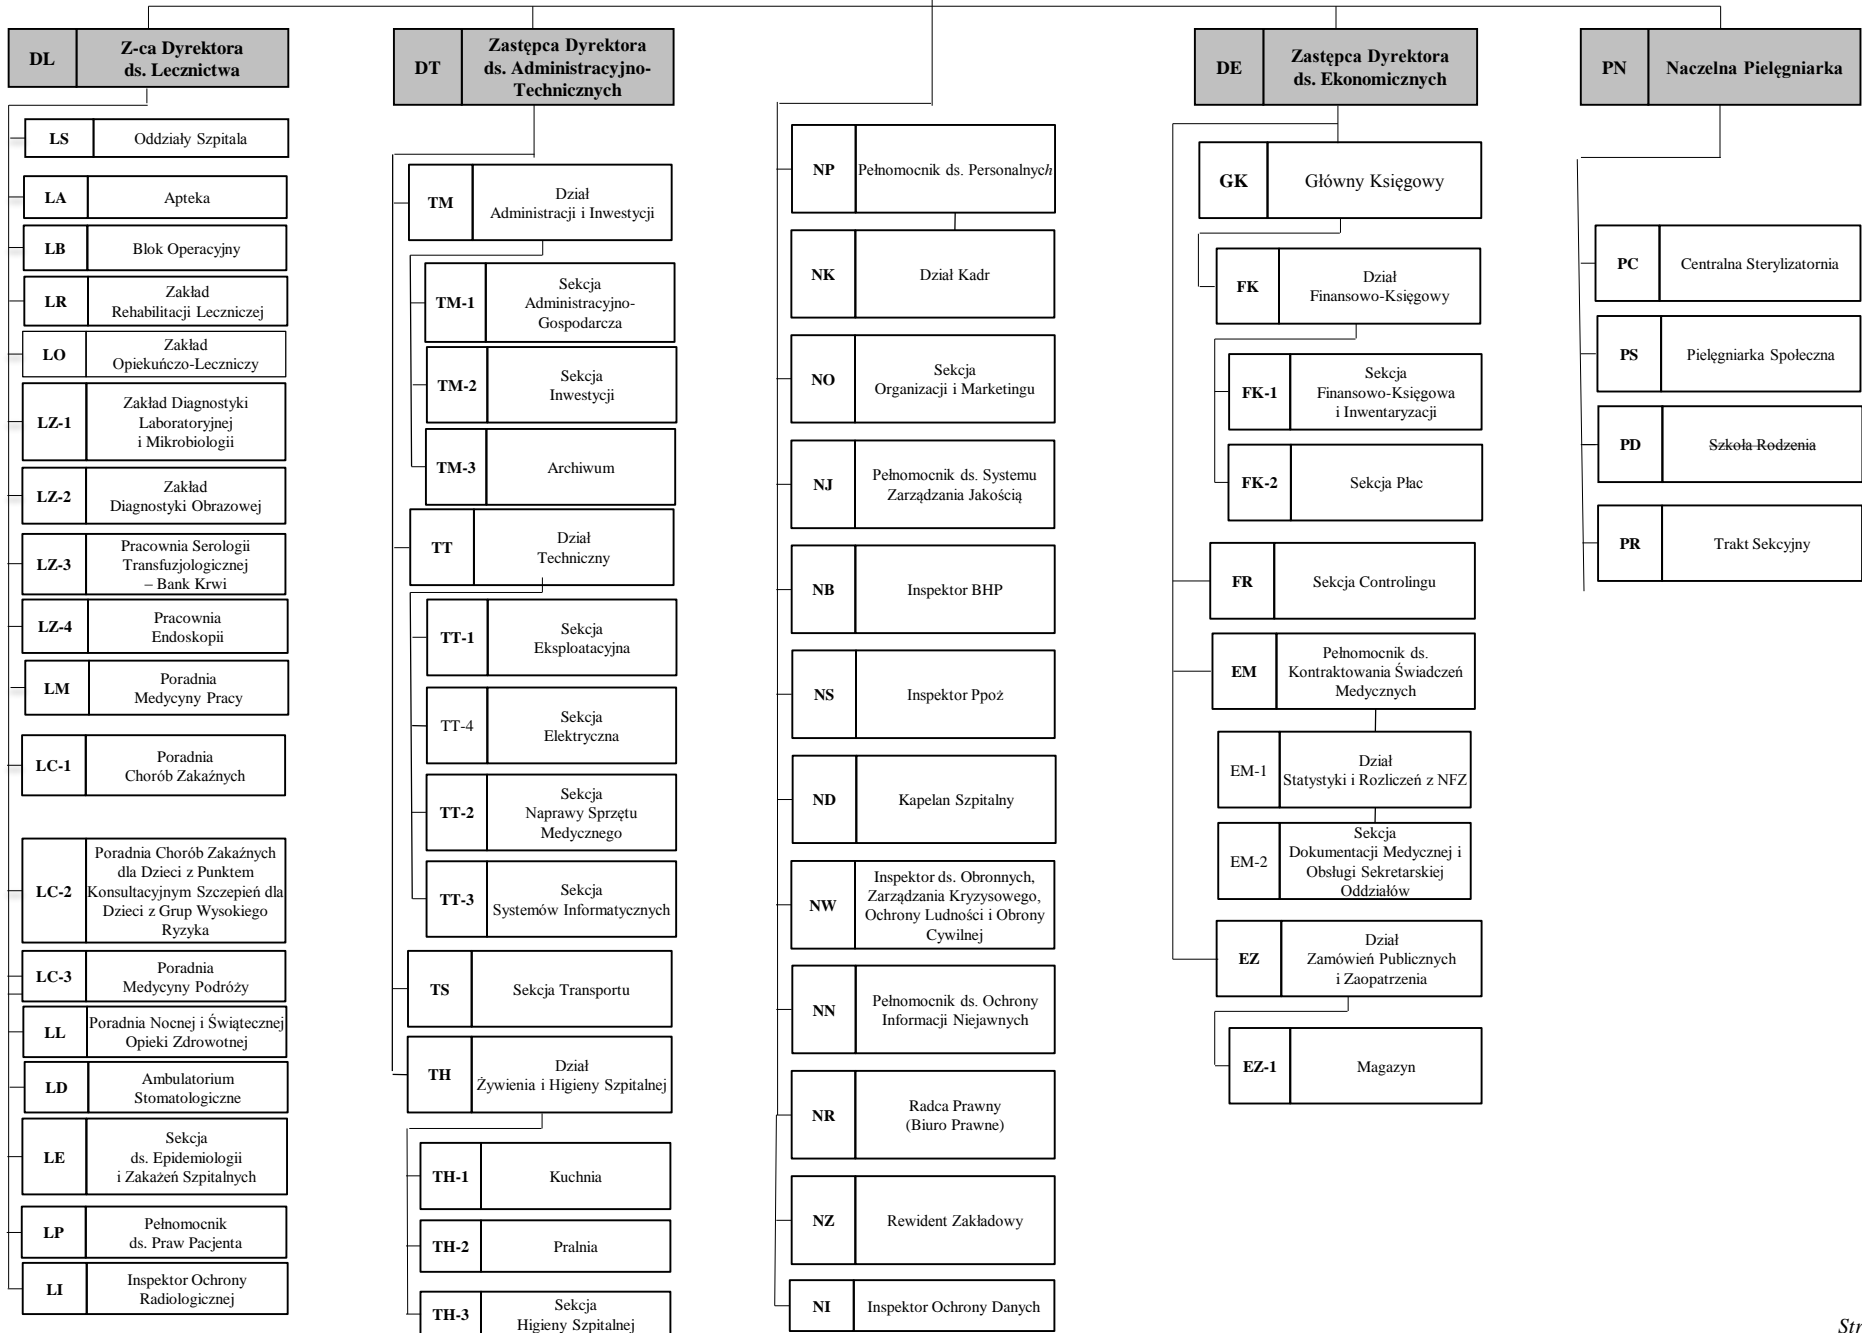 DL
Z-ca Dyrektora
ds. Lecznictwa
LS
Oddziały Szpitala
LA
Apteka
LB
Blok Operacyjny
LR
Zakład
Rehabilitacji Leczniczej
LO
Zakład
Opiekuńczo-Leczniczy
LZ-1
Zakład Diagnostyki
Laboratoryjnej
i Mikrobiologii
LZ-2
Zakład
Diagnostyki Obrazowej
LZ-3
Pracownia Serologii
Transfuzjologicznej
– Bank Krwi
LZ-4
Pracownia
Endoskopii
LM
Poradnia
Medycyny Pracy
LC-1
Poradnia
Chorób Zakaźnych
LC-2
Poradnia Chorób Zakaźnych
dla Dzieci z Punktem
Konsultacyjnym Szczepień dla
Dzieci z Grup Wysokiego
Ryzyka
LC-3
Poradnia
Medycyny Podróży
LL
Poradnia Nocnej i Świątecznej
Opieki Zdrowotnej
LD
Ambulatorium
Stomatologiczne
LE
Sekcja
ds. Epidemiologii
i Zakażeń Szpitalnych
LP
Pełnomocnik
ds. Praw Pacjenta
LI
Inspektor Ochrony
Radiologicznej
DT
Zastępca Dyrektora
ds. Administracyjno-
Technicznych
TM
Dział
Administracji i Inwestycji
TM-1
Sekcja
Administracyjno-
Gospodarcza
TM-2
Sekcja
Inwestycji
TM-3
Archiwum
TT
Dział
Techniczny
TT-1
Sekcja
Eksploatacyjna
TT-4
Sekcja
Elektryczna
TT-2
Sekcja
Naprawy Sprzętu
Medycznego
TT-3
Sekcja
Systemów Informatycznych
TS
Sekcja Transportu
TH
Dział
Żywienia i Higieny Szpitalnej
TH-1
Kuchnia
TH-2
Pralnia
TH-3
Sekcja
Higieny Szpitalnej
NP
Pełnomocnik ds. Personalnych
NK
Dział Kadr
NO
Sekcja
Organizacji i Marketingu
NJ
Pełnomocnik ds. Systemu
Zarządzania Jakością
NB
Inspektor BHP
NS
Inspektor Ppoż
ND
Kapelan Szpitalny
NW
Inspektor ds. Obronnych,
Zarządzania Kryzysowego,
Ochrony Ludności i Obrony
Cywilnej
NN
Pełnomocnik ds. Ochrony
Informacji Niejawnych
NR
Radca Prawny
(Biuro Prawne)
NZ
Rewident Zakładowy
NI
Inspektor Ochrony Danych
DE
Zastępca Dyrektora
ds. Ekonomicznych
GK
Główny Księgowy
FK
Dział
Finansowo-Księgowy
FK-1
Sekcja
Finansowo-Księgowa
i Inwentaryzacji
FK-2
Sekcja Płac
FR
Sekcja Controlingu
EM
Pełnomocnik ds.
Kontraktowania Świadczeń
Medycznych
EM-1
Dział
Statystyki i Rozliczeń z NFZ
EM-2
Sekcja
Dokumentacji Medycznej i
Obsługi Sekretarskiej
Oddziałów
EZ
Dział
Zamówień Publicznych
i Zaopatrzenia
EZ-1
Magazyn
PN
Naczelna Pielęgniarka
PC
Centralna Sterylizatornia
PS
Pielęgniarka Społeczna
PD
Szkoła Rodzenia
PR
Trakt Sekcyjny
Str